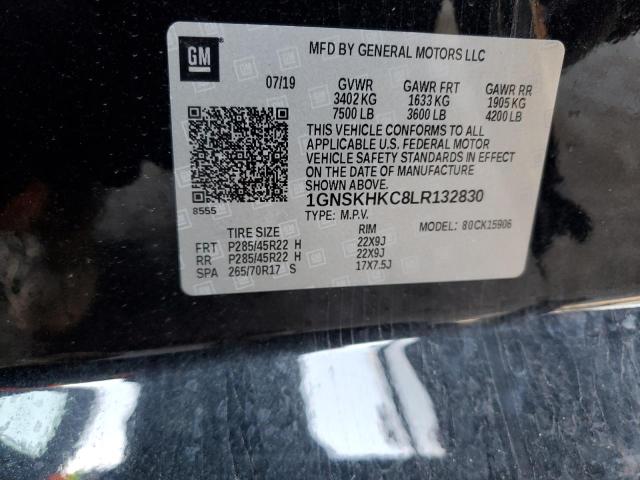 GM
MFD BY GENERAL MOTORS LLC
07/19 GVWR GAWR FRT GAWR RR
3402 KG 1633 KG 1905 KG
7500 LB 3600 LB 4200 LB
THIS VEHICLE CONFORMS TO ALL
APPLICABLE U.S. FEDERAL MOTOR
VEHICLE SAFETY STANDARDS IN EFFECT
ON THE DATE OF MANUFACTURE
SHOWN ABOVE.
8555 1GNSKHKC8LR132830
TYPE: M.P.V. MODEL: 80CK15906
TIRE SIZE RIM
FRT P285/45R22 H 22X9J
RR P285/45R22 H 22X9J
SPA 265/70R17 S 17X7.5J